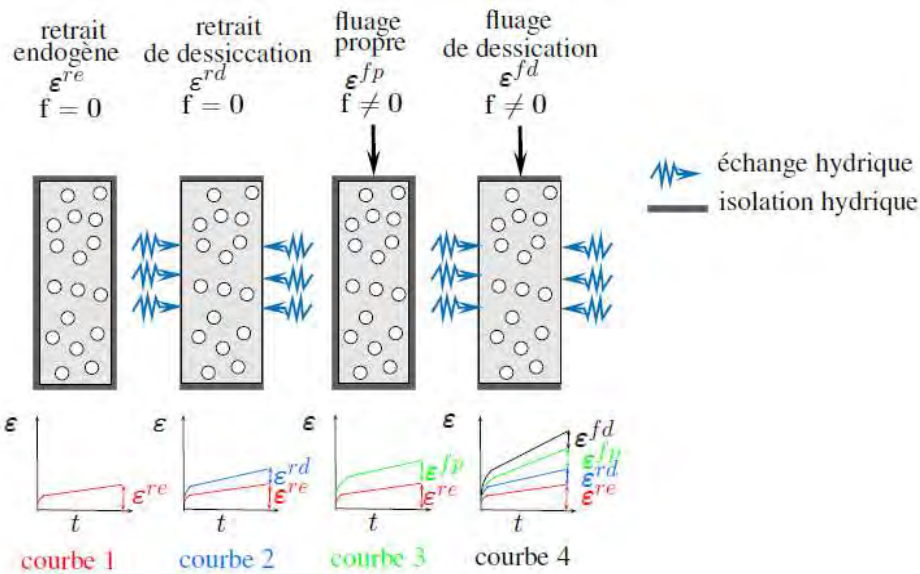 retrait
endogène
ε^re
f = 0
retrait
de dessiccation
ε^rd
f = 0
fluage
propre
ε^fp
f ≠ 0
fluage
de dessication
ε^fd
f ≠ 0
échange hydrique
isolation hydrique
ε
ε^re
t
courbe 1
ε
ε^rd
ε^re
t
courbe 2
ε
ε^fp
ε^re
t
courbe 3
ε
ε^fd
ε^fp
ε^rd
ε^re
t
courbe 4